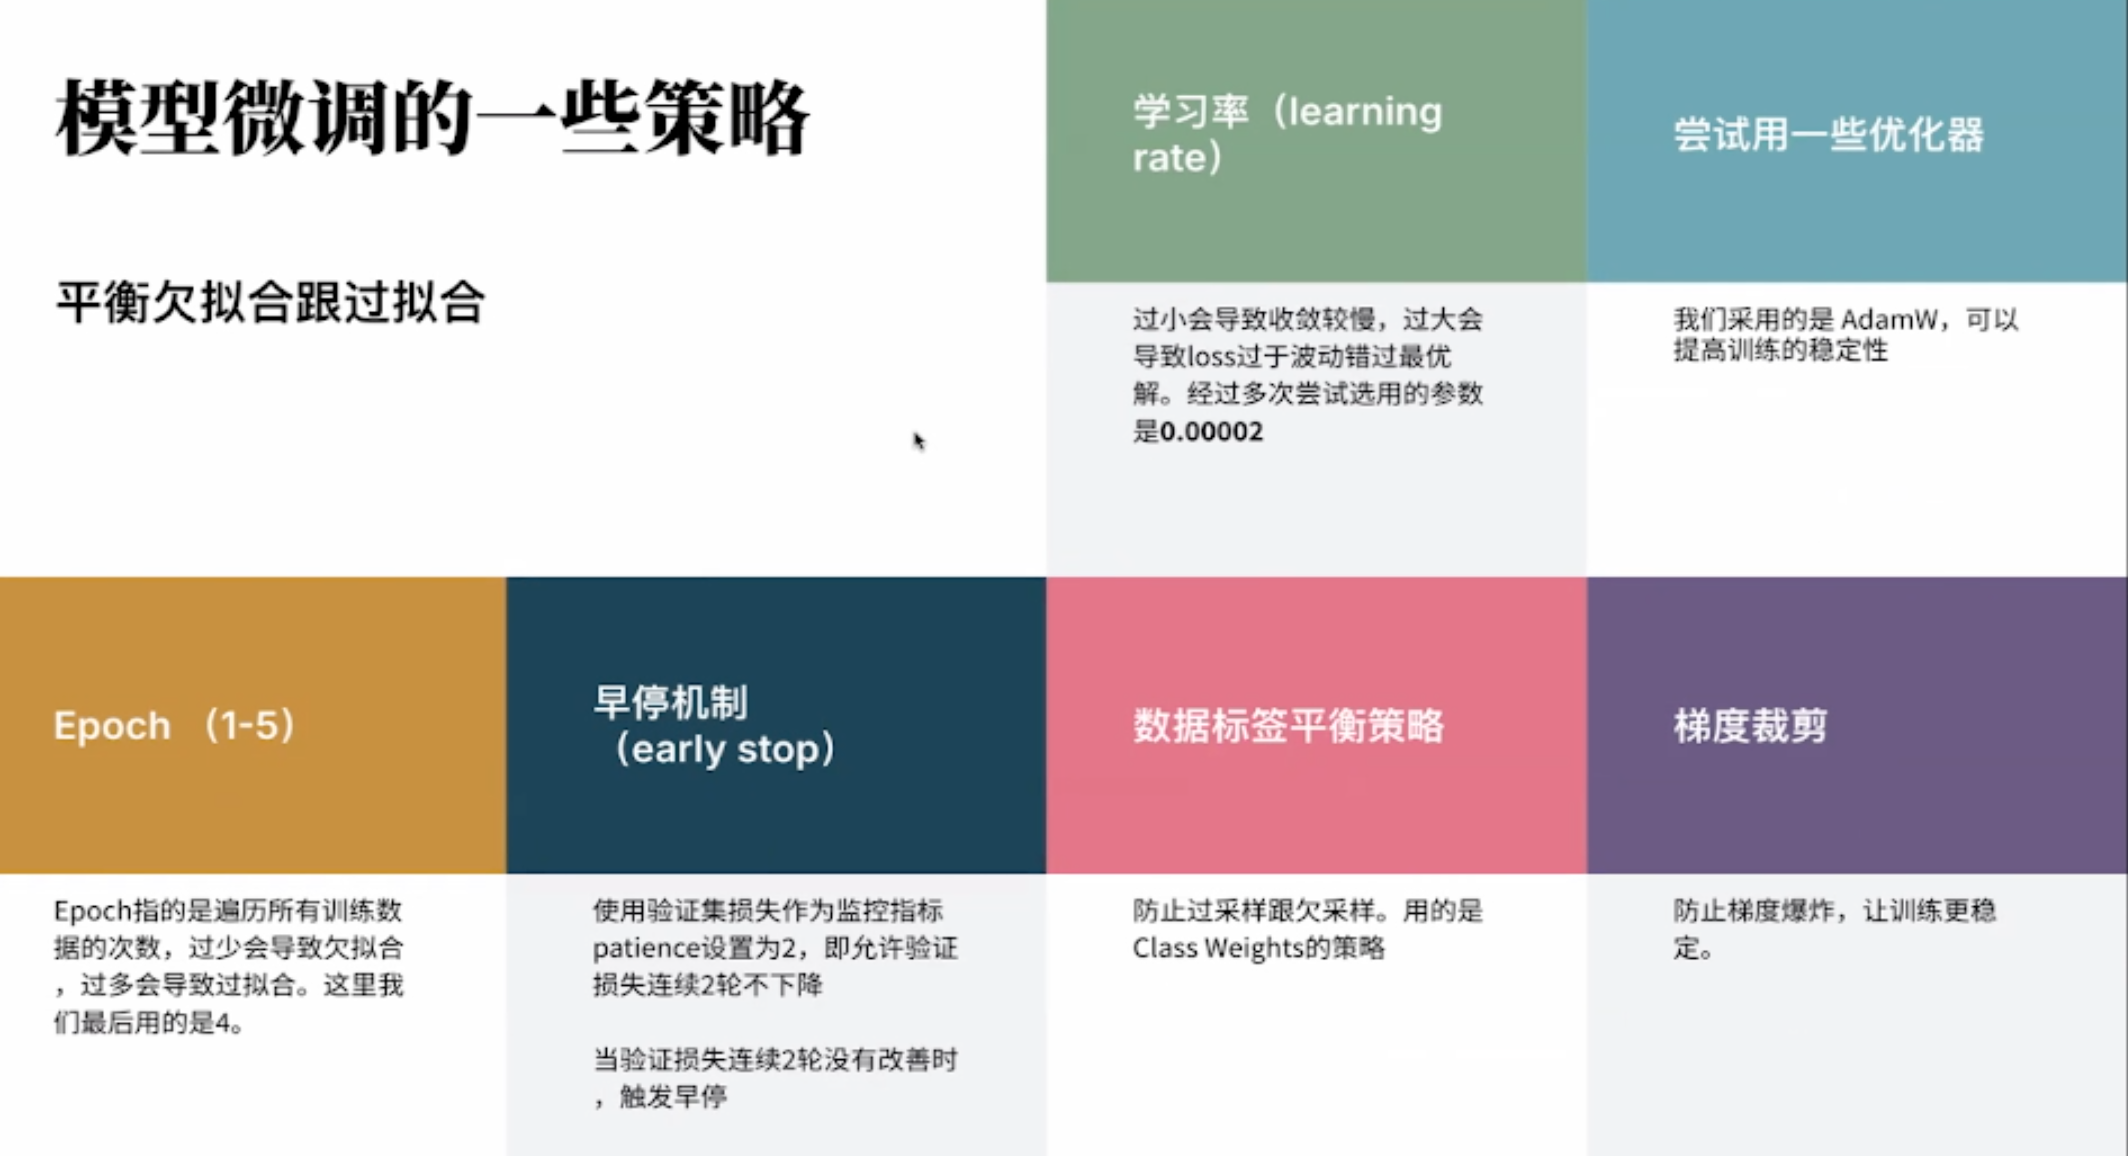 模型微调的一些策略
平衡欠拟合跟过拟合
学习率（learning
rate）
过小会导致收敛较慢，过大会
导致loss过于波动错过最优
解。经过多次尝试选用的参数
是0.00002
尝试用一些优化器
我们采用的是 AdamW，可以
提高训练的稳定性
Epoch （1-5）
Epoch指的是遍历所有训练数
据的次数，过少会导致欠拟合
，过多会导致过拟合。这里我
们最后用的是4。
早停机制
（early stop）
使用验证集损失作为监控指标
patience设置为2，即允许验证
损失连续2轮不下降
当验证损失连续2轮没有改善时
，触发早停
数据标签平衡策略
防止过采样跟欠采样。用的是
Class Weights的策略
梯度裁剪
防止梯度爆炸，让训练更稳
定。